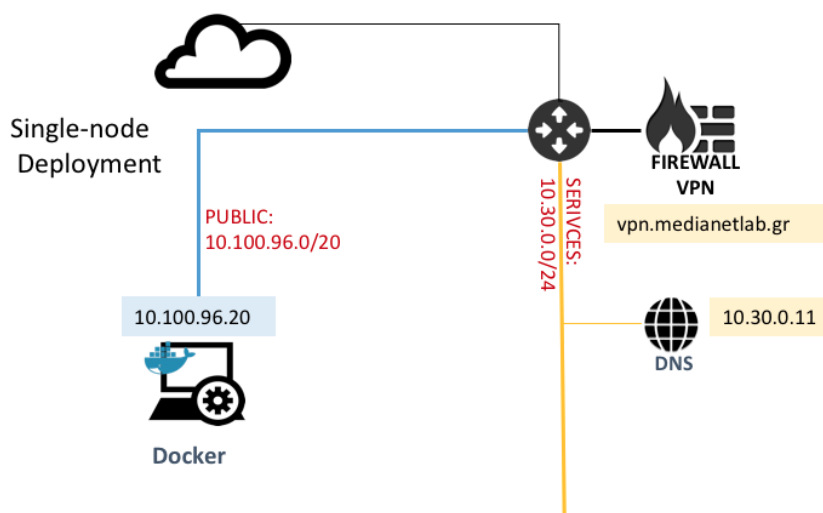 Single-node
Deployment
PUBLIC:
10.100.96.0/20
10.100.96.20
Docker
SERIVCES:
10.30.0.0/24
FIREWALL
VPN
vpn.medianetlab.gr
10.30.0.11
DNS